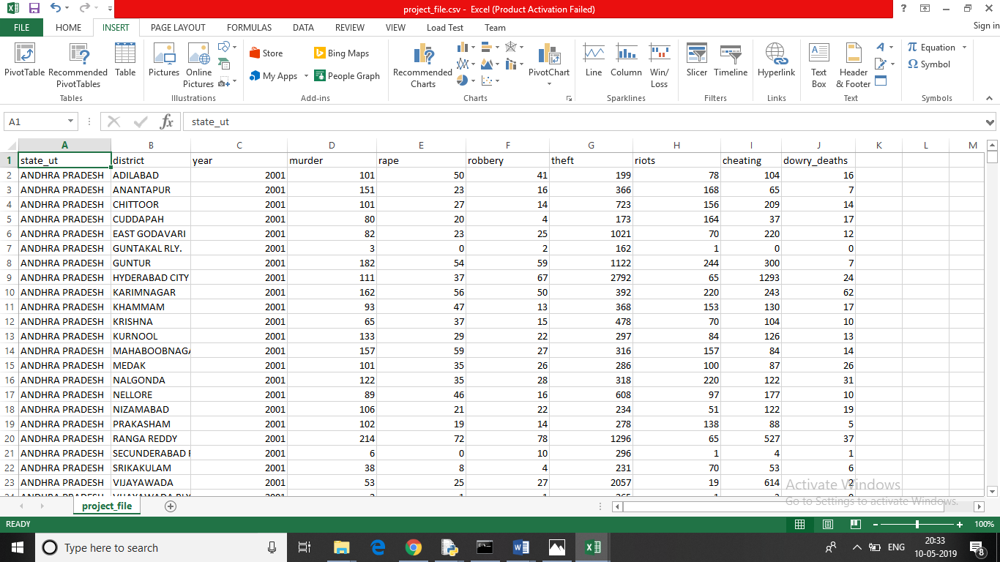 project_file.csv - Excel (Product Activation Failed)
FILE HOME INSERT PAGE LAYOUT FORMULAS DATA REVIEW VIEW Load Test Team Sign in
PivotTable Recommended PivotTables Table
Tables
Pictures Online Pictures
Illustrations
Store Bing Maps
My Apps People Graph
Add-ins
Recommended Charts PivotChart
Charts
Line Column Win/ Loss
Sparklines
Slicer Timeline
Filters
Hyperlink
Links
Text Box Header & Footer
Text
π Equation
Ω Symbol
Symbols
A1 fx state_ut
A B C D E F G H I J K L M
1 state_ut district year murder rape robbery theft riots cheating dowry_deaths
2 ANDHRA PRADESH ADILABAD 2001 101 50 41 199 78 104 16
3 ANDHRA PRADESH ANANTAPUR 2001 151 23 16 366 168 65 7
4 ANDHRA PRADESH CHITTOOR 2001 101 27 14 723 156 209 14
5 ANDHRA PRADESH CUDDAPAH 2001 80 20 4 173 164 37 17
6 ANDHRA PRADESH EAST GODAVARI 2001 82 23 25 1021 70 220 12
7 ANDHRA PRADESH GUNTAKAL RLY. 2001 3 0 2 162 1 0 0
8 ANDHRA PRADESH GUNTUR 2001 182 54 59 1122 244 300 7
9 ANDHRA PRADESH HYDERABAD CITY 2001 111 37 67 2792 65 1293 24
10 ANDHRA PRADESH KARIMNAGAR 2001 162 56 50 392 220 243 62
11 ANDHRA PRADESH KHAMMAM 2001 93 47 13 368 153 130 17
12 ANDHRA PRADESH KRISHNA 2001 65 37 15 478 70 104 10
13 ANDHRA PRADESH KURNOOL 2001 133 29 22 297 84 126 13
14 ANDHRA PRADESH MAHABOOBNAGA 2001 157 59 27 316 157 84 14
15 ANDHRA PRADESH MEDAK 2001 101 35 26 286 100 87 26
16 ANDHRA PRADESH NALGONDA 2001 122 35 28 318 220 122 31
17 ANDHRA PRADESH NELLORE 2001 89 46 16 608 97 177 10
18 ANDHRA PRADESH NIZAMABAD 2001 106 21 22 234 51 122 19
19 ANDHRA PRADESH PRAKASHAM 2001 102 19 14 278 138 88 5
20 ANDHRA PRADESH RANGA REDDY 2001 214 72 78 1296 65 527 37
21 ANDHRA PRADESH SECUNDERABAD 2001 6 0 10 296 1 4 1
22 ANDHRA PRADESH SRIKAKULAM 2001 38 8 4 231 70 53 6
23 ANDHRA PRADESH VIJAYAWADA 2001 53 25 27 2057 19 614 2
Activate Windows
Go to Settings to activate Windows.
project_file
READY 100%
Type here to search ENG 20:33
10-05-2019 8